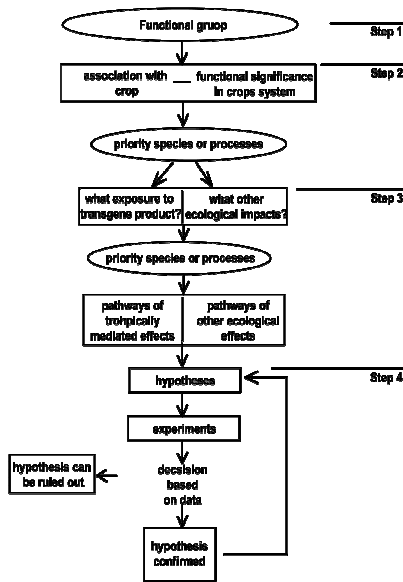 Functional gruop
Step 1
association with
crop
functional significance
in crops system
Step 2
priority species or processes
what exposure to
transgene product?
what other
ecological impacts?
Step 3
priority species or processes
pathways of
trohpically
mediated effects
pathways of
other ecological
effects
hypotheses
Step 4
experiments
hypothesis can
be ruled out
decsision
based
on data
hypothesis
confirmed